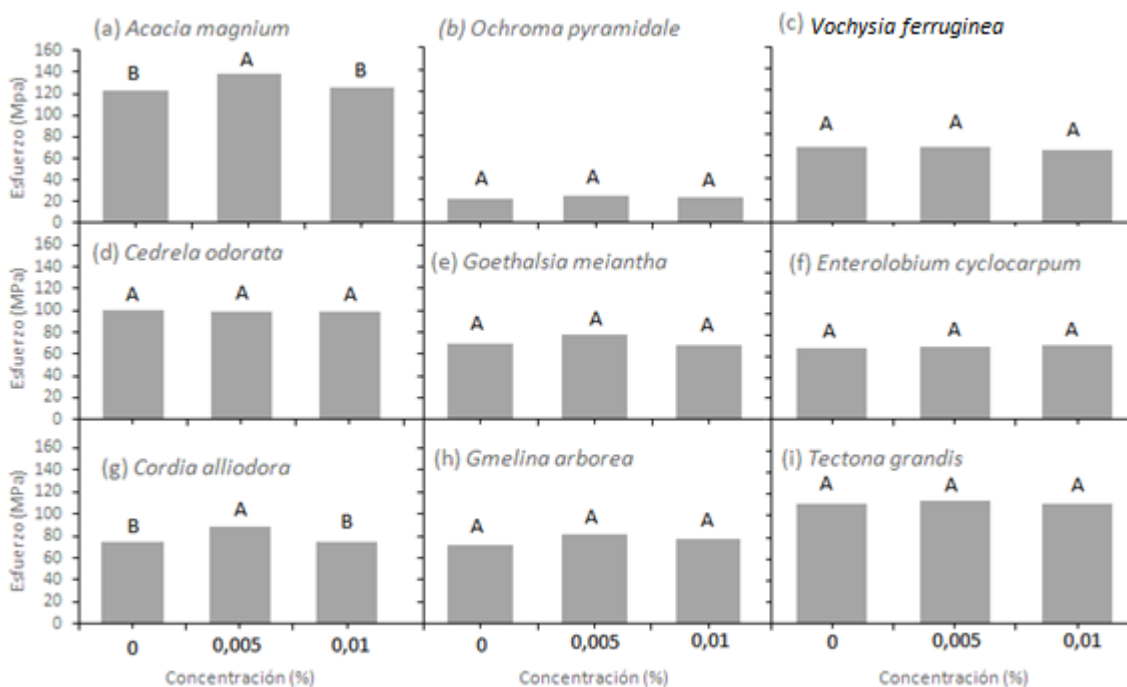 (a) Acacia magnium
(b) Ochroma pyramidale
(c) Vochysia ferruginea
Esfuerzo (Mpa)
160
140
120
100
80
60
40
20
0
B
A
B
A
A
A
A
A
A
(d) Cedrela odorata
(e) Goethalsia meiantha
(f) Enterolobium cyclocarpum
Esfuerzo (MPa)
160
140
120
100
80
60
40
20
0
A
A
A
A
A
A
A
A
A
(g) Cordia alliodora
(h) Gmelina arborea
(i) Tectona grandis
Esfuerzo (MPa)
160
140
120
100
80
60
40
20
0
B
A
B
A
A
A
A
A
A
0 0,005 0,01
0 0,005 0,01
0 0,005 0,01
Concentración (%)
Concentración (%)
Concentración (%)